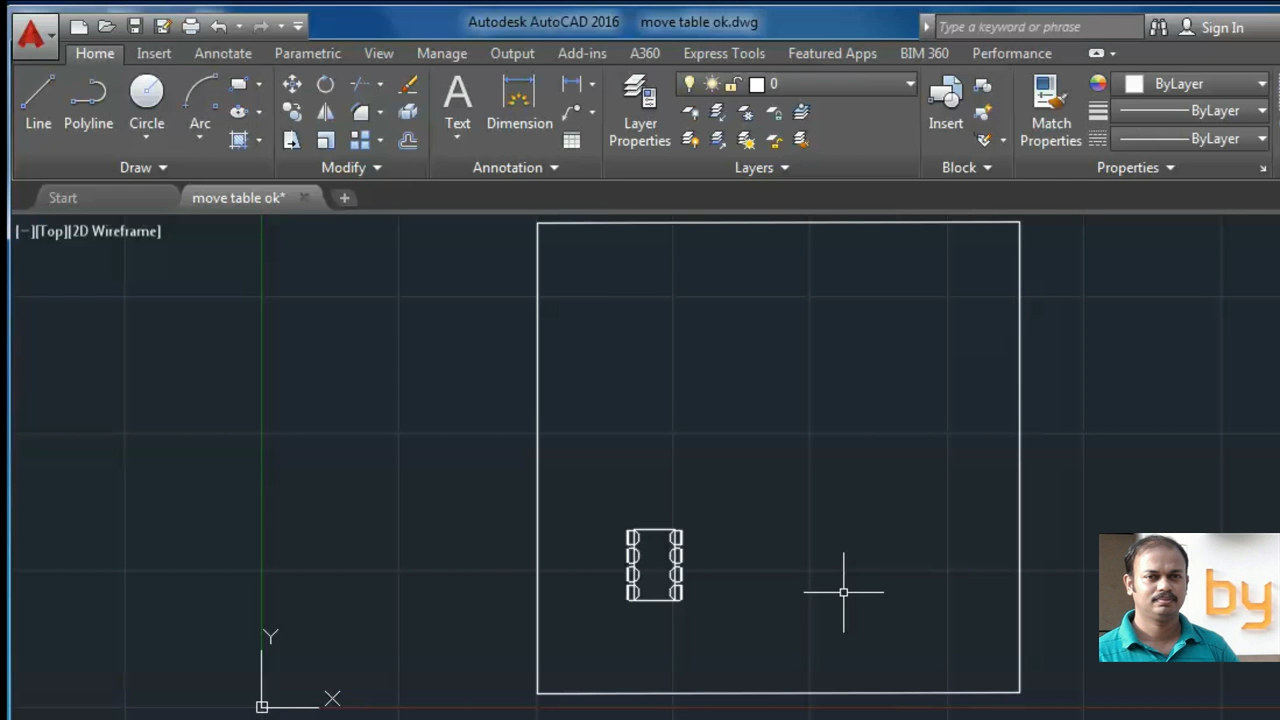 Autodesk AutoCAD 2016 move table ok.dwg
Type a keyword or phrase
Sign In
Home Insert Annotate Parametric View Manage Output Add-ins A360 Express Tools Featured Apps BIM 360 Performance
Line Polyline Circle Arc
A
Text Dimension
Layer Properties
0
Insert
Match Properties
ByLayer
ByLayer
ByLayer
Draw Modify Annotation Layers Block Properties
Start move table ok*
[−][Top][2D Wireframe]
by
Y
X